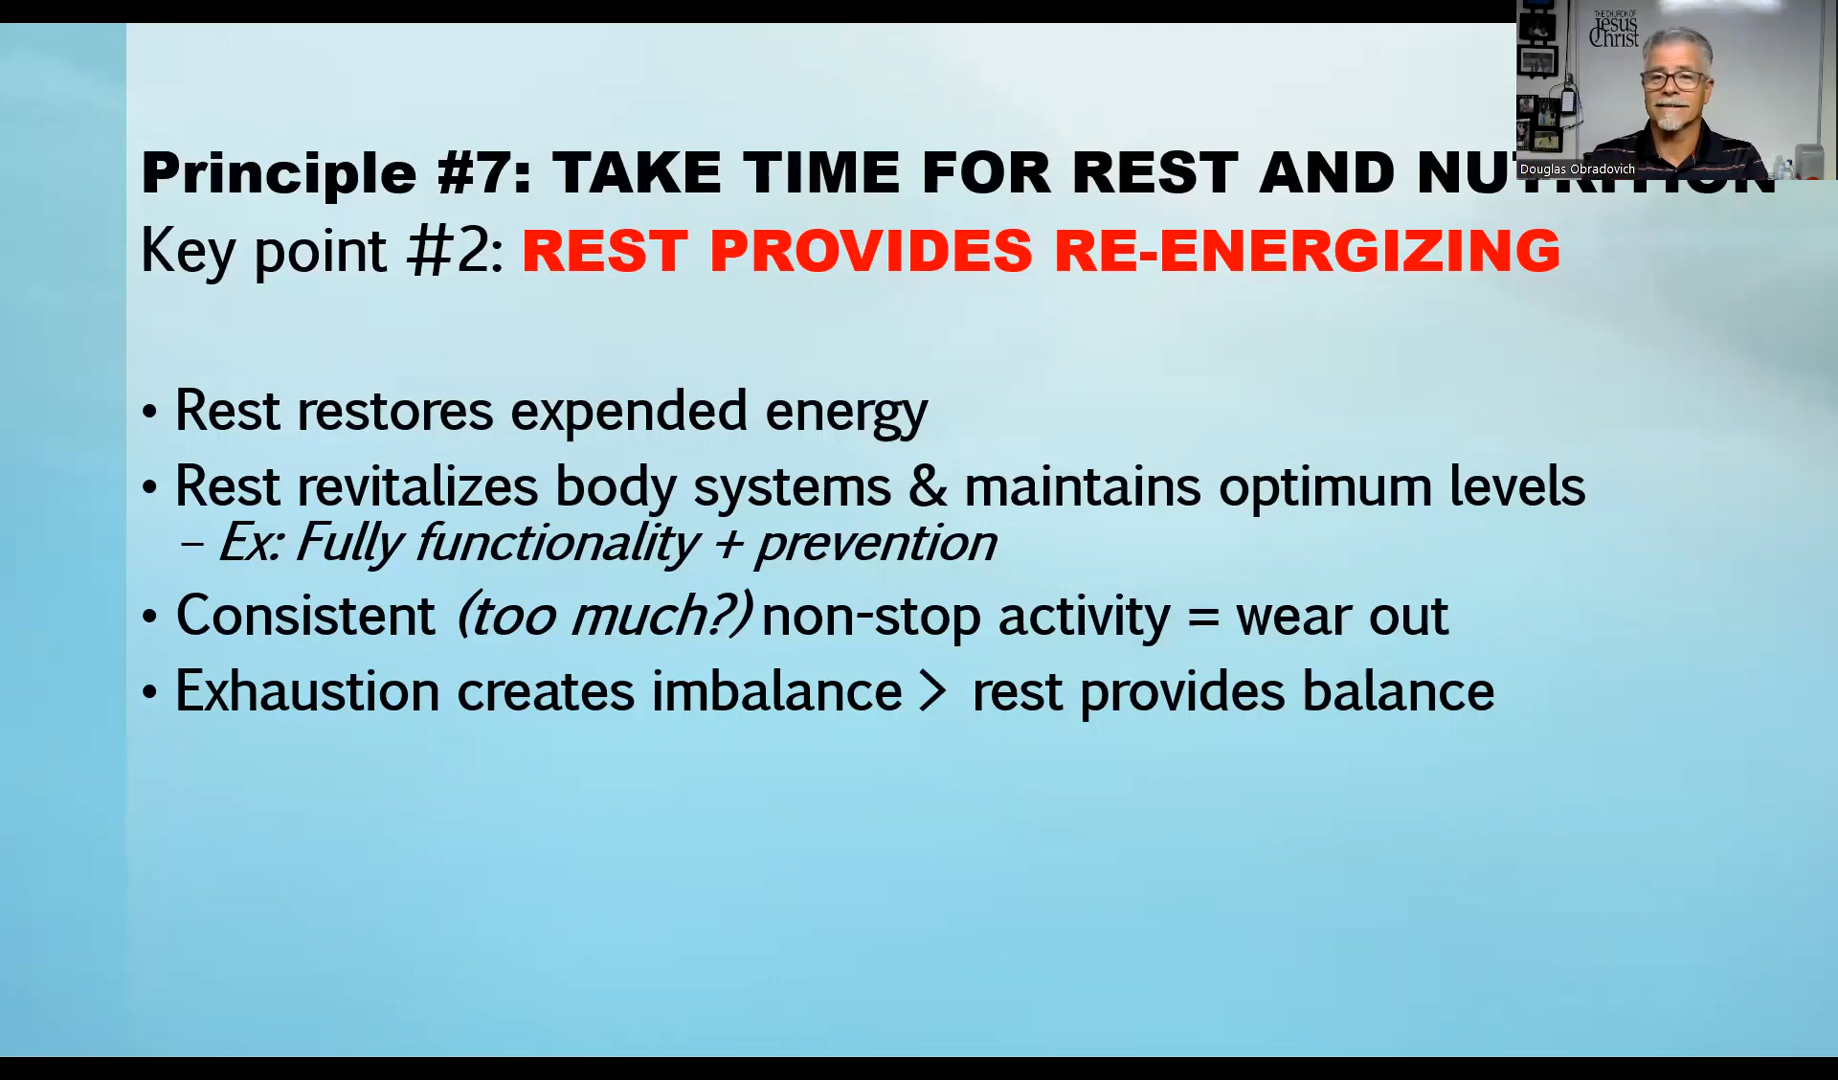 THE CHURCH OF
Jesus
Christ
Douglas Obradovich
Principle #7: TAKE TIME FOR REST AND NUTRITION
Key point #2: REST PROVIDES RE-ENERGIZING
• Rest restores expended energy
• Rest revitalizes body systems & maintains optimum levels
– Ex: Fully functionality + prevention
• Consistent (too much?) non-stop activity = wear out
• Exhaustion creates imbalance > rest provides balance